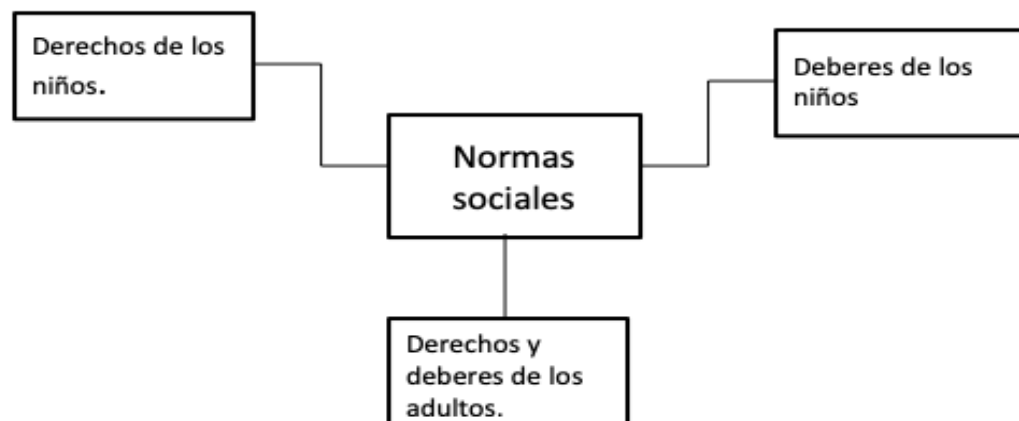 Derechos de los
niños.
Deberes de los
niños
Normas
sociales
Derechos y
deberes de los
adultos.